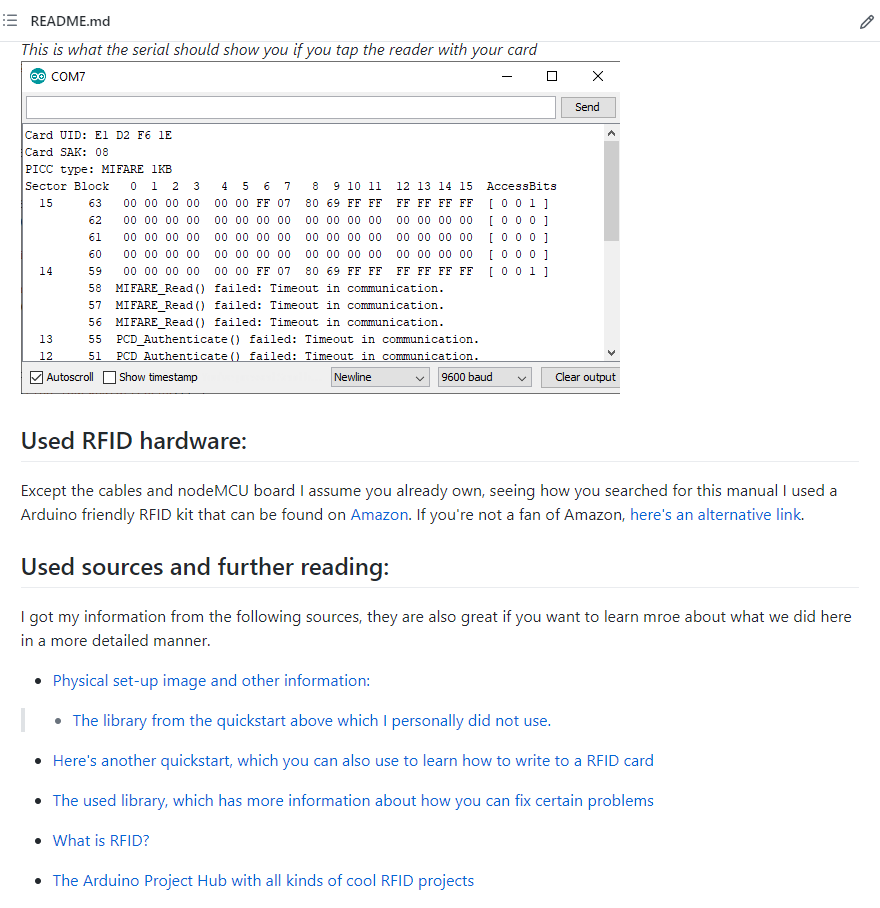 README.md
This is what the serial should show you if you tap the reader with your card
COM7
Send
Card UID: E1 D2 F6 1E
Card SAK: 08
PICC type: MIFARE 1KB
Sector Block 0 1 2 3 4 5 6 7 8 9 10 11 12 13 14 15 AccessBits
15 63 00 00 00 00 00 00 FF 07 80 69 FF FF FF FF FF FF [ 0 0 1 ]
62 00 00 00 00 00 00 00 00 00 00 00 00 00 00 00 00 [ 0 0 0 ]
61 00 00 00 00 00 00 00 00 00 00 00 00 00 00 00 00 [ 0 0 0 ]
60 00 00 00 00 00 00 00 00 00 00 00 00 00 00 00 00 [ 0 0 0 ]
14 59 00 00 00 00 00 00 FF 07 80 69 FF FF FF FF FF FF [ 0 0 1 ]
58 MIFARE_Read() failed: Timeout in communication.
57 MIFARE_Read() failed: Timeout in communication.
56 MIFARE_Read() failed: Timeout in communication.
13 55 PCD_Authenticate() failed: Timeout in communication.
12 51 PCD_Authenticate() failed: Timeout in communication.
Autoscroll Show timestamp Newline 9600 baud Clear output
Used RFID hardware:
Except the cables and nodeMCU board I assume you already own, seeing how you searched for this manual I used a
Arduino friendly RFID kit that can be found on Amazon. If you're not a fan of Amazon, here's an alternative link.
Used sources and further reading:
I got my information from the following sources, they are also great if you want to learn mroe about what we did here
in a more detailed manner.
Physical set-up image and other information:
The library from the quickstart above which I personally did not use.
Here's another quickstart, which you can also use to learn how to write to a RFID card
The used library, which has more information about how you can fix certain problems
What is RFID?
The Arduino Project Hub with all kinds of cool RFID projects